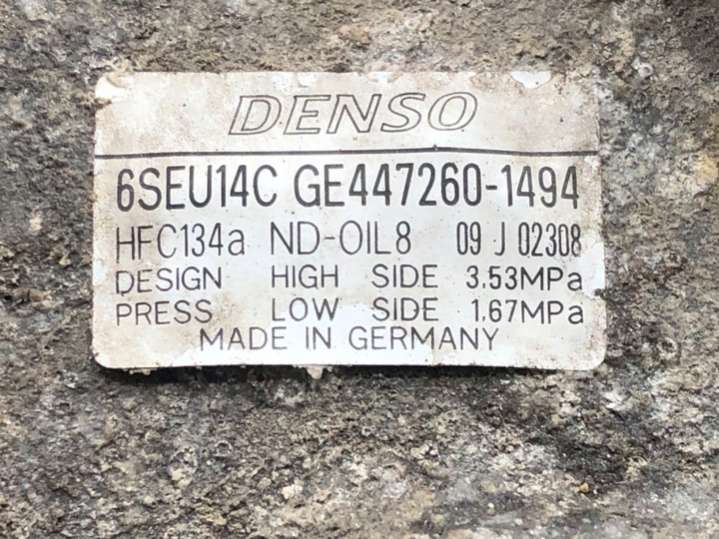 DENSO
6SEU14C GE447260-1494
HFC134a ND-OIL8 09 J 02308
DESIGN HIGH SIDE 3.53MPa
PRESS LOW SIDE 1.67MPa
MADE IN GERMANY